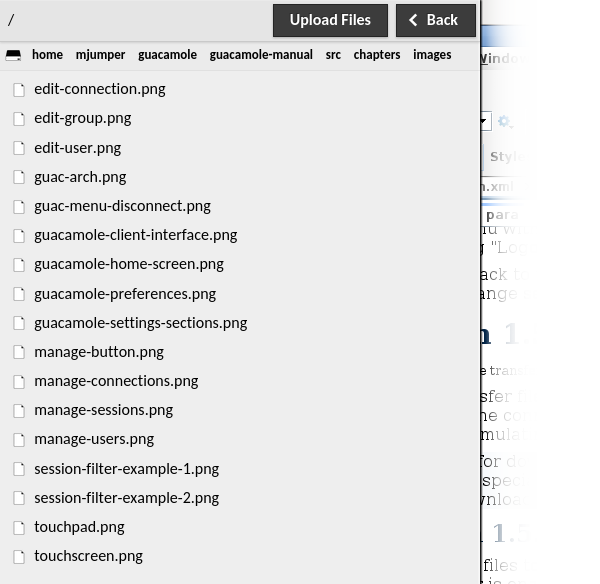 / Upload Files Back
home mjumper guacamole guacamole-manual src chapters images
edit-connection.png
edit-group.png
edit-user.png
guac-arch.png
guac-menu-disconnect.png
guacamole-client-interface.png
guacamole-home-screen.png
guacamole-preferences.png
guacamole-settings-sections.png
manage-button.png
manage-connections.png
manage-sessions.png
manage-users.png
session-filter-example-1.png
session-filter-example-2.png
touchpad.png
touchscreen.png